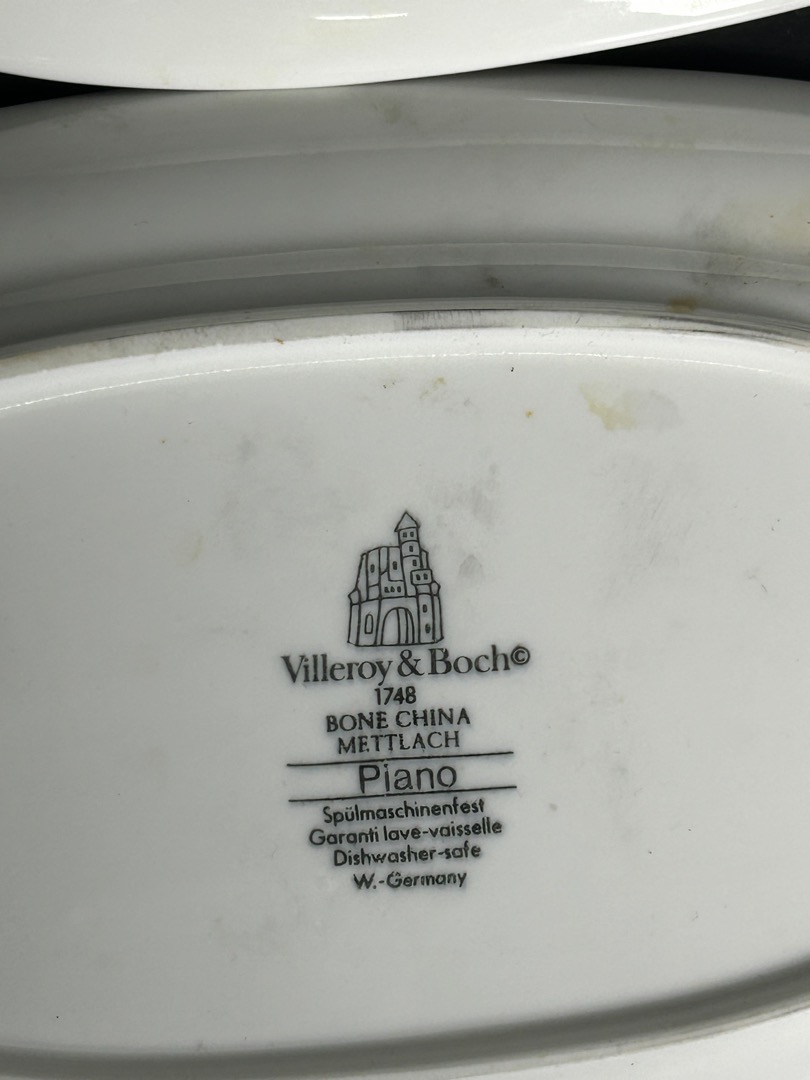 Villeroy & Boch©
1748
BONE CHINA
METTLACH
Piano
Spülmaschinenfest
Garanti lave-vaisselle
Dishwasher-safe
W.-Germany